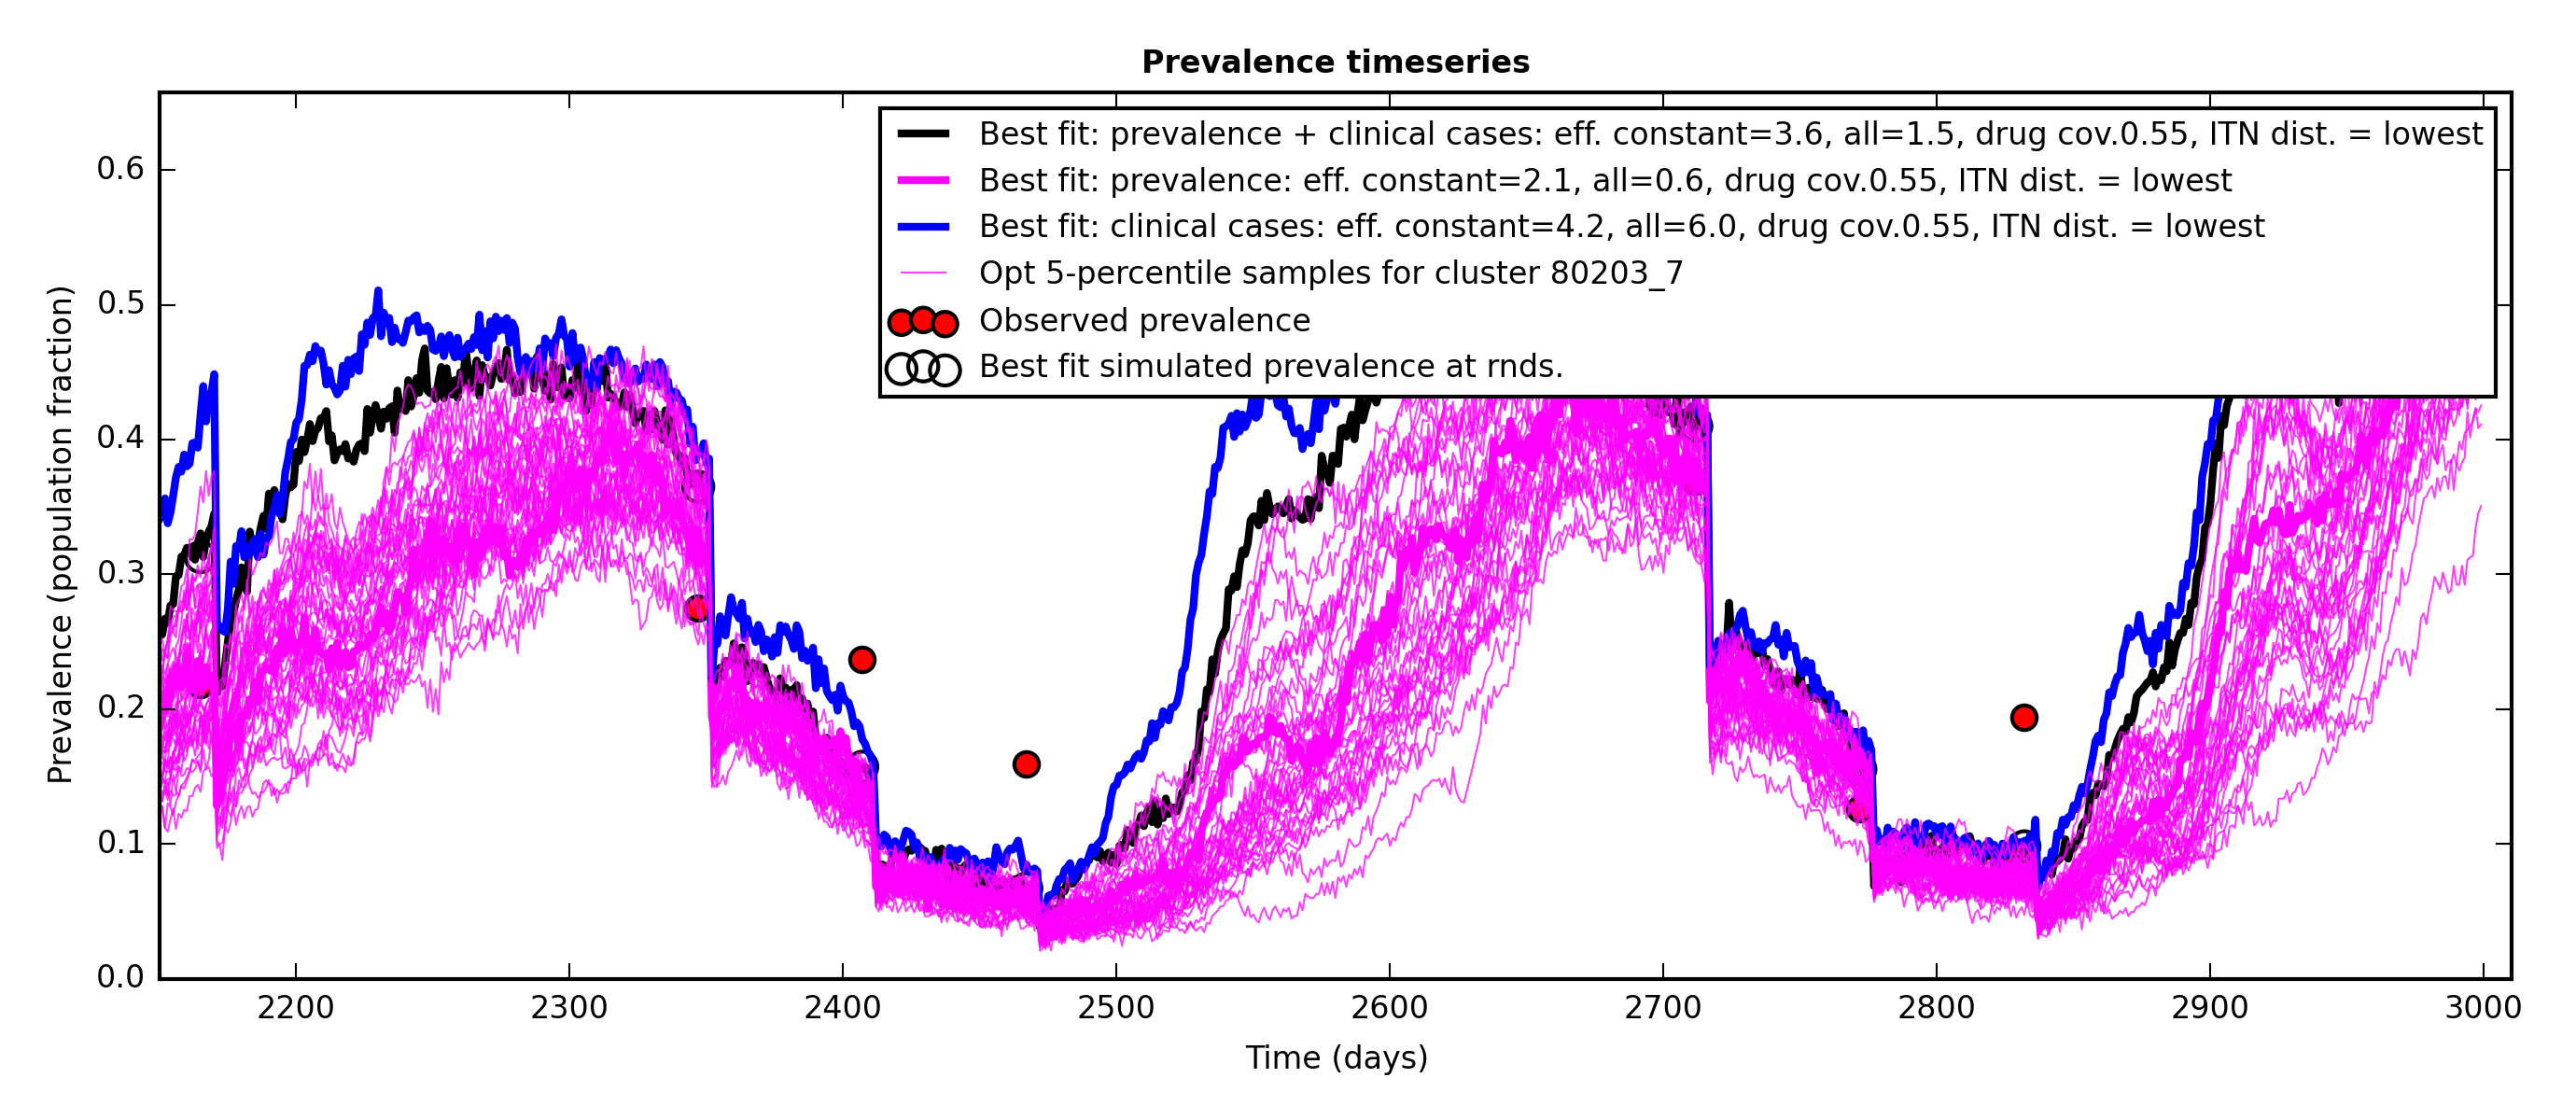 Prevalence timeseries
Best fit: prevalence + clinical cases: eff. constant=3.6, all=1.5, drug cov.0.55, ITN dist. = lowest
Best fit: prevalence: eff. constant=2.1, all=0.6, drug cov.0.55, ITN dist. = lowest
Best fit: clinical cases: eff. constant=4.2, all=6.0, drug cov.0.55, ITN dist. = lowest
Opt 5-percentile samples for cluster 80203_7
Observed prevalence
Best fit simulated prevalence at rnds.
Prevalence (population fraction)
0.6
0.5
0.4
0.3
0.2
0.1
0.0
2200 2300 2400 2500 2600 2700 2800 2900 3000
Time (days)